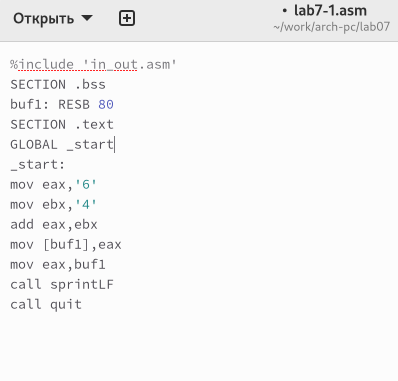 Открыть
• lab7-1.asm
~/work/arch-pc/lab07
%include 'in_out.asm'
SECTION .bss
buf1: RESB 80
SECTION .text
GLOBAL _start
_start:
mov eax,'6'
mov ebx,'4'
add eax,ebx
mov [buf1],eax
mov eax,buf1
call sprintLF
call quit